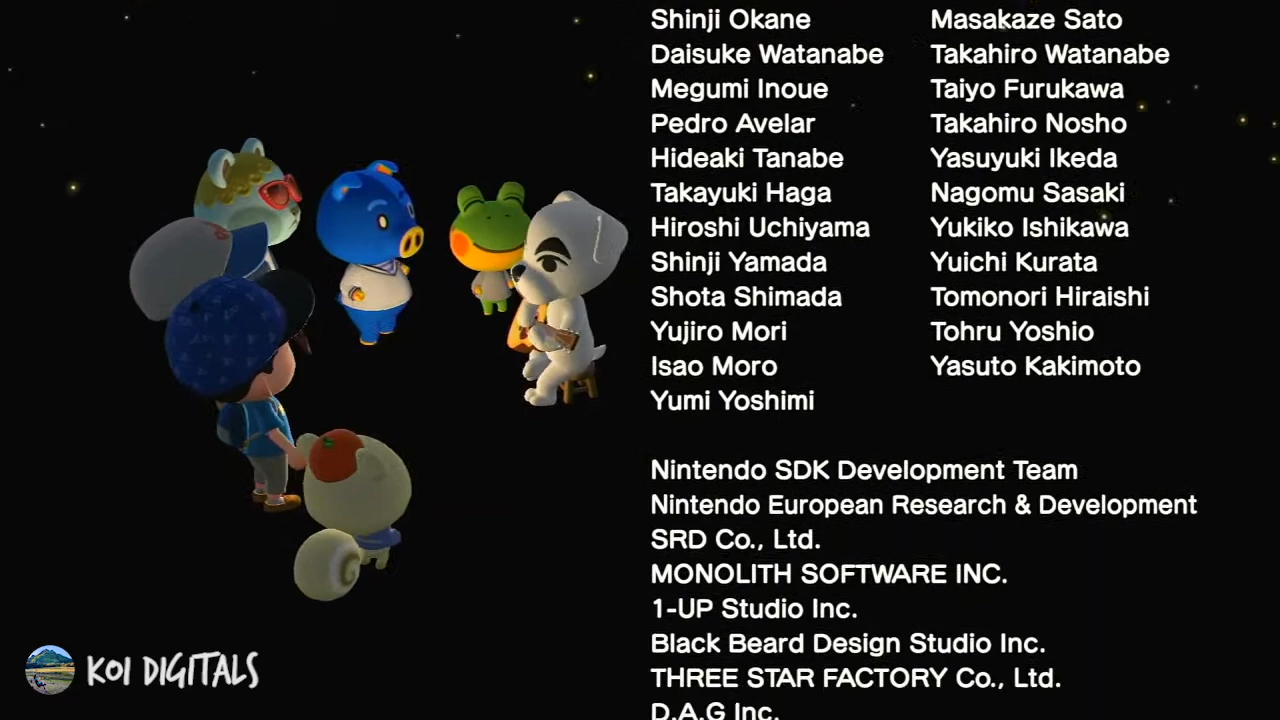 Shinji Okane Masakaze Sato
Daisuke Watanabe Takahiro Watanabe
Megumi Inoue Taiyo Furukawa
Pedro Avelar Takahiro Nosho
Hideaki Tanabe Yasuyuki Ikeda
Takayuki Haga Nagomu Sasaki
Hiroshi Uchiyama Yukiko Ishikawa
Shinji Yamada Yuichi Kurata
Shota Shimada Tomonori Hiraishi
Yujiro Mori Tohru Yoshio
Isao Moro Yasuto Kakimoto
Yumi Yoshimi
Nintendo SDK Development Team
Nintendo European Research & Development
SRD Co., Ltd.
MONOLITH SOFTWARE INC.
1-UP Studio Inc.
Black Beard Design Studio Inc.
THREE STAR FACTORY Co., Ltd.
D.A.G Inc.
KOI DIGITALS